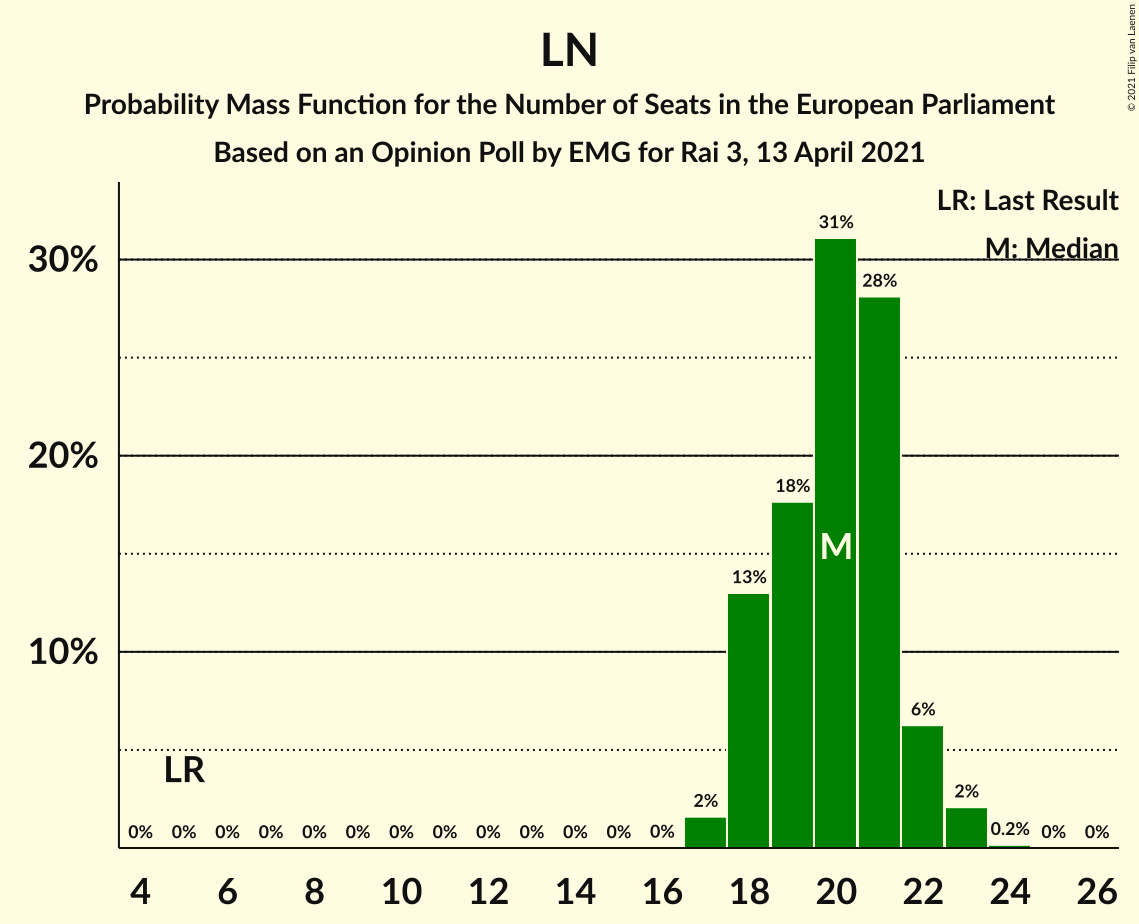 LN
Probability Mass Function for the Number of Seats in the European Parliament
Based on an Opinion Poll by EMG for Rai 3, 13 April 2021
© 2021 Filip van Laenen
LR: Last Result
M: Median
30%
20%
10%
31%
28%
18%
M
13%
6%
LR
2%
2%
0% 0% 0% 0% 0% 0% 0% 0% 0% 0% 0% 0% 0% 0.2% 0% 0%
4 6 8 10 12 14 16 18 20 22 24 26